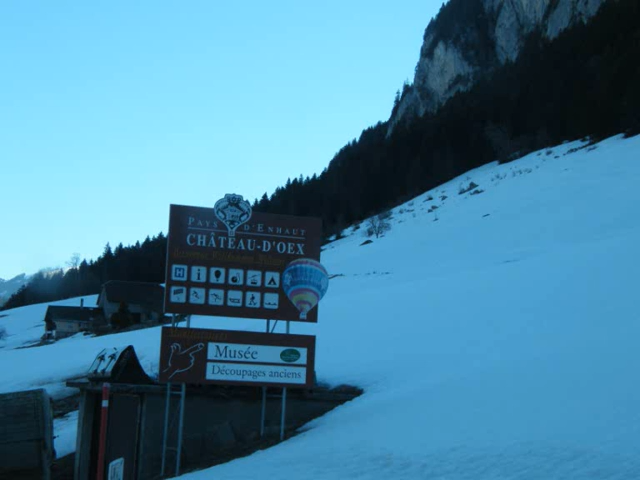 PAYS D'ENHAUT
CHÂTEAU-D'OEX
H i
Musée
Découpages anciens